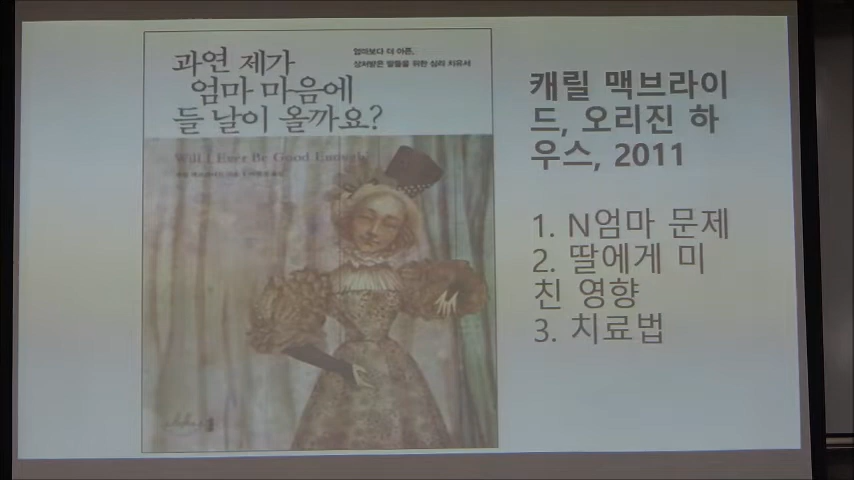 과연 제가
엄마 마음에
들 날이 올까요?
엄마보다 더 아픈,
상처받은 딸들을 위한 심리 치유서
Will I Ever Be Good Enough?
캐릴 맥브라이
드, 오리진 하
우스, 2011
1. N엄마 문제
2. 딸에게 미
친 영향
3. 치료법